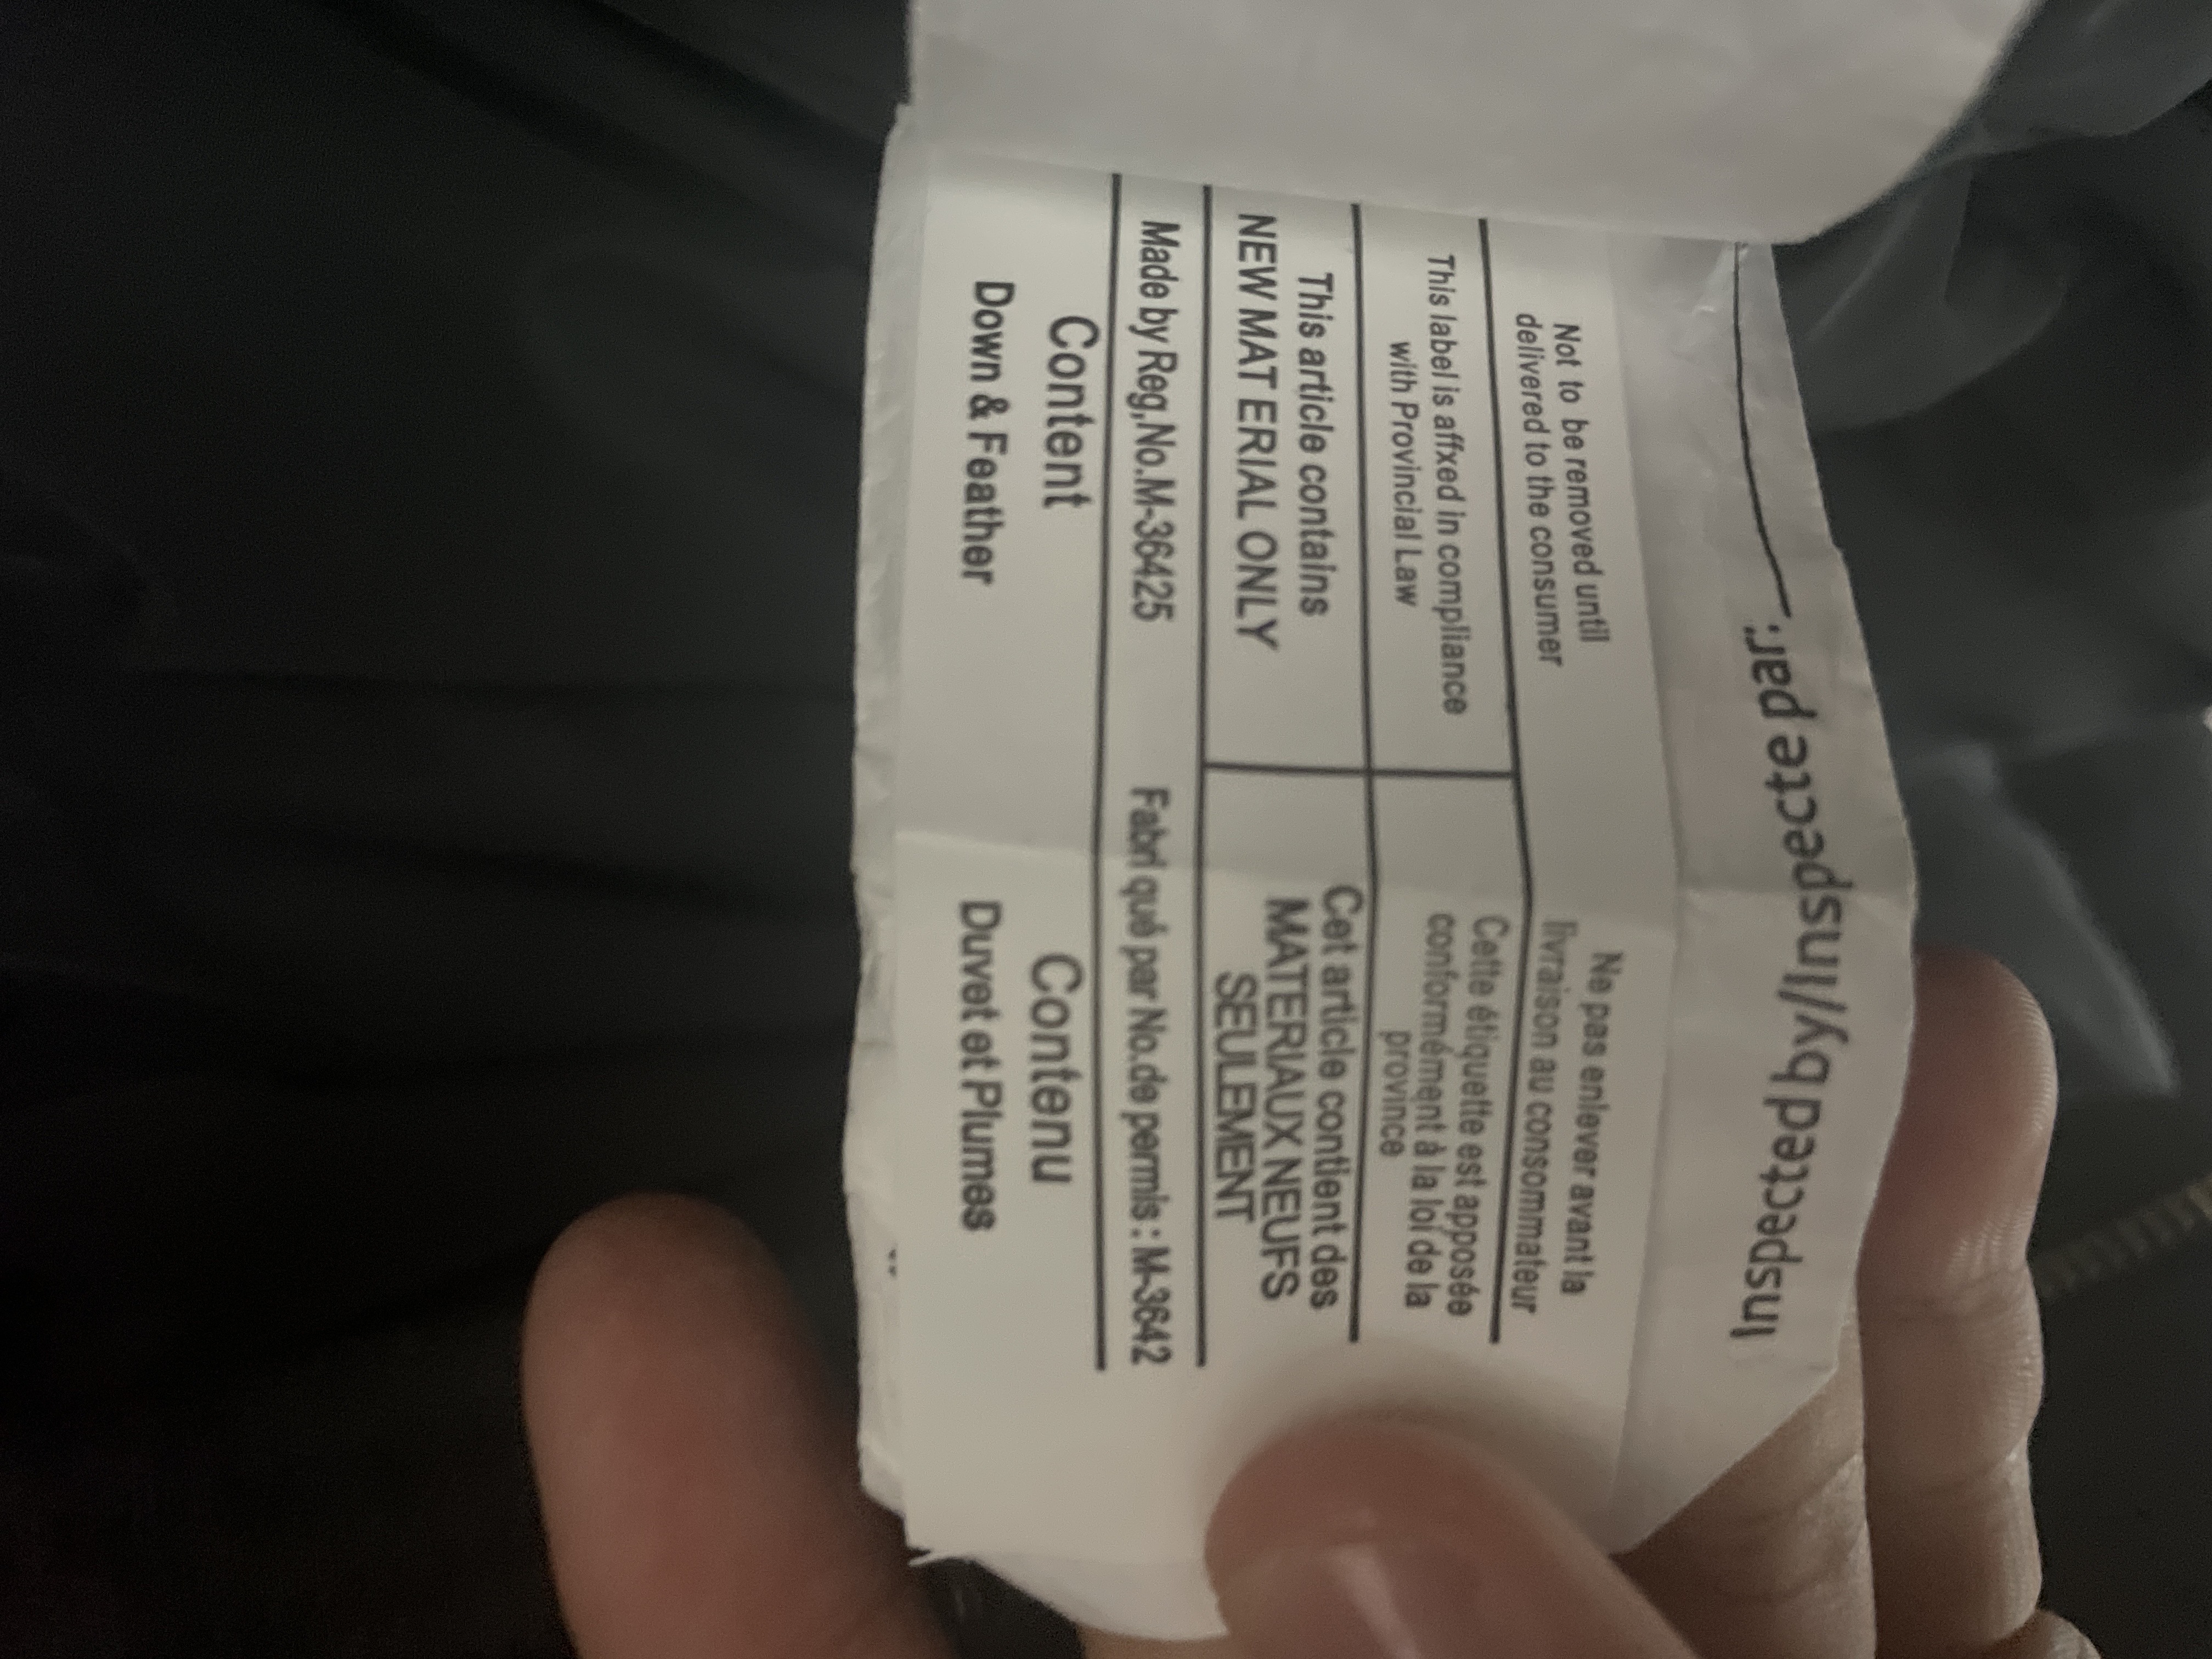 Not to be removed until
delivered to the consumer
Ne pas enlever avant la
livraison au consommateur
This label is affxed in compliance
with Provincial Law
Cette étiquette est apposée
conformément à la loi de la
province
This article contains
NEW MAT ERIAL ONLY
Cet article contient des
MATERIAUX NEUFS
SEULEMENT
Made by Reg,No.M-36425
Fabri qué par No.de permis : M-3642
Content
Down & Feather
Contenu
Duvet et Plumes
Inspected by/Inspecte par: